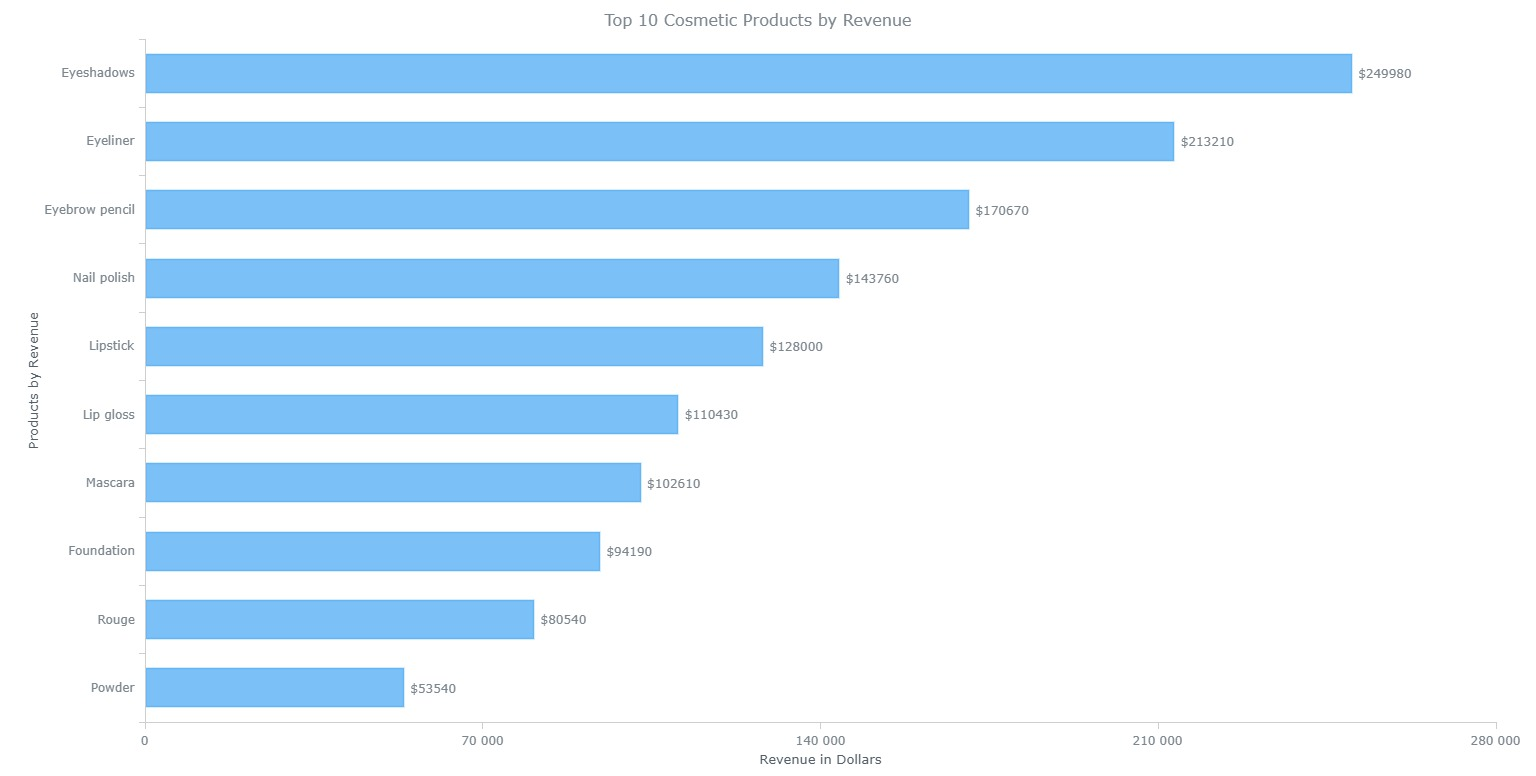 Top 10 Cosmetic Products by Revenue
Products by Revenue
Eyeshadows $249980
Eyeliner $213210
Eyebrow pencil $170670
Nail polish $143760
Lipstick $128000
Lip gloss $110430
Mascara $102610
Foundation $94190
Rouge $80540
Powder $53540
0 70 000 140 000 210 000 280 000
Revenue in Dollars